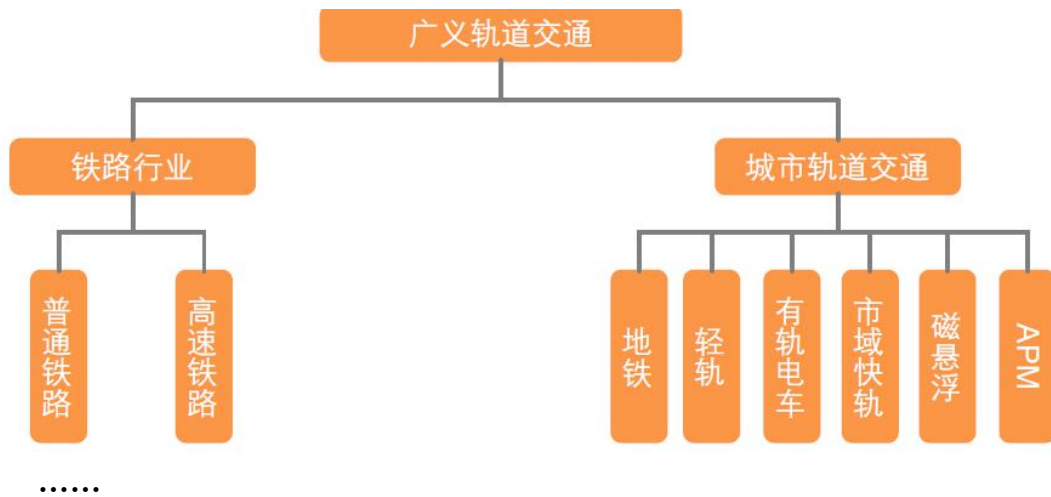 广义轨道交通
铁路行业
城市轨道交通
普通铁路
高速铁路
地铁
轻轨
有轨电车
市域快轨
磁悬浮
APM
……